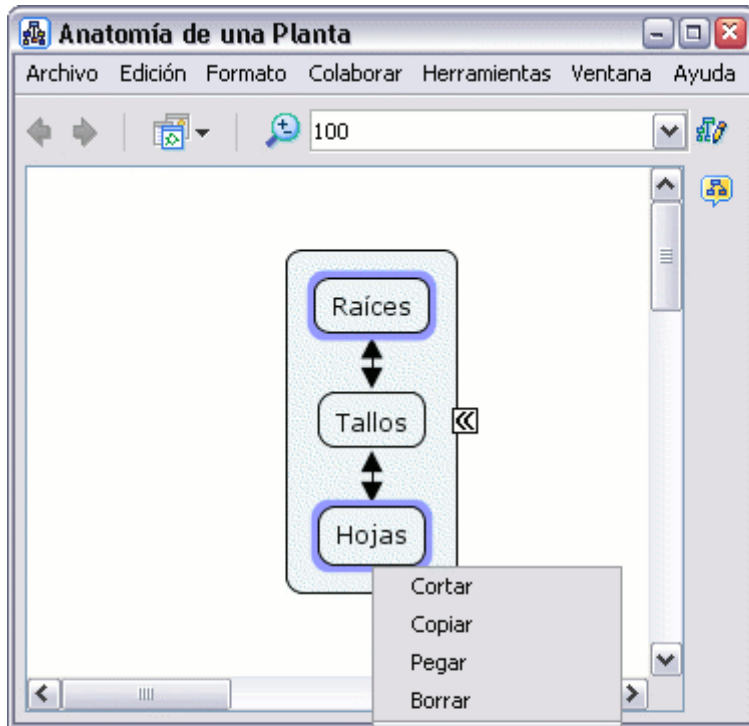 Anatomía de una Planta
Archivo Edición Formato Colaborar Herramientas Ventana Ayuda
100
Raíces
Tallos
Hojas
Cortar
Copiar
Pegar
Borrar